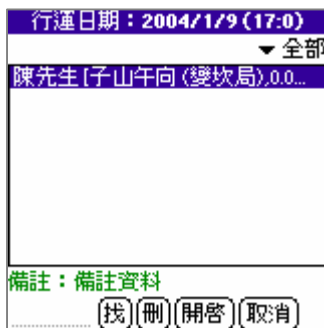 行運日期：2004/1/9 (17:0)
全部
陳先生 [子山午向 (變坎局),0.0...
備註：備註資料
找 刪 開啓 取消